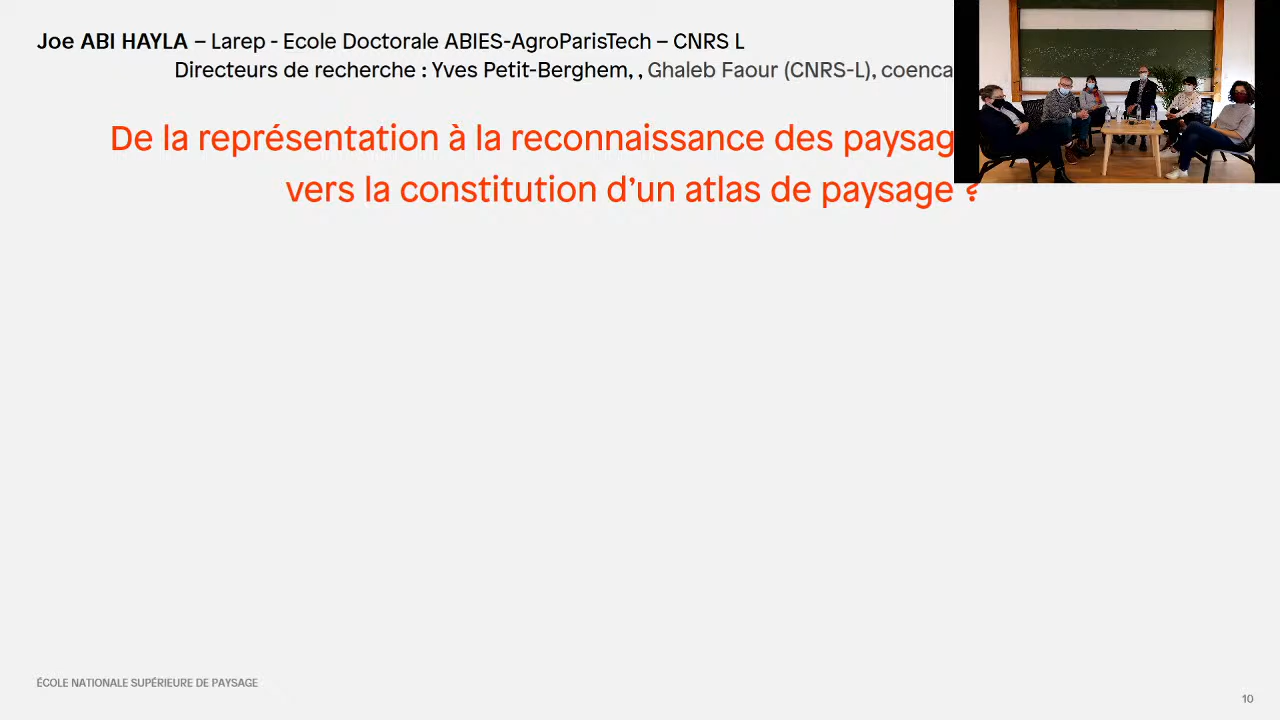 Joe ABI HAYLA – Larep - Ecole Doctorale ABIES-AgroParisTech – CNRS L
Directeurs de recherche : Yves Petit-Berghem, , Ghaleb Faour (CNRS-L), coenca
De la représentation à la reconnaissance des paysag
vers la constitution d’un atlas de paysage ?
ÉCOLE NATIONALE SUPÉRIEURE DE PAYSAGE
10